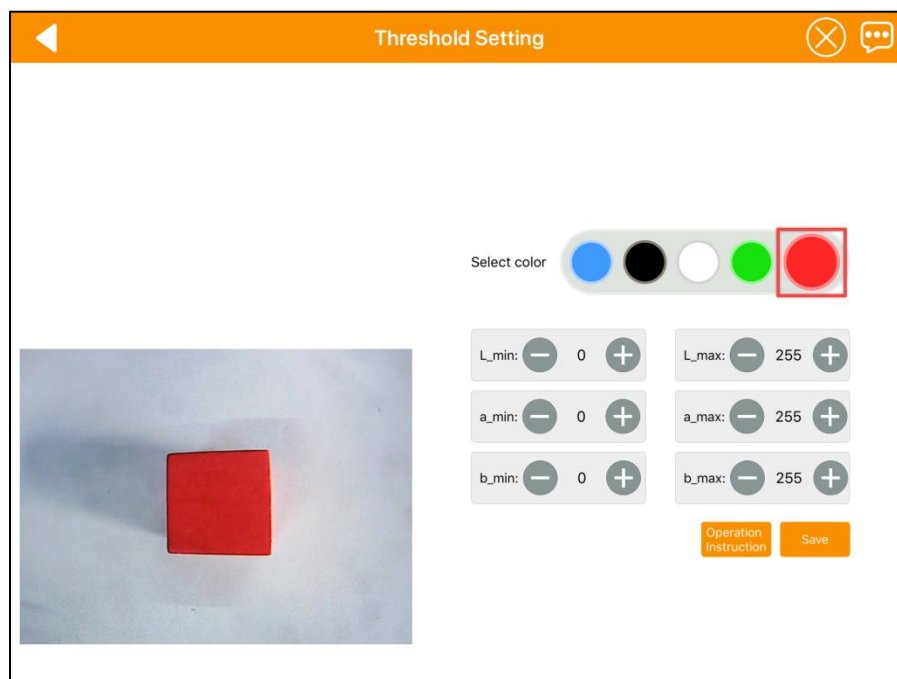 Threshold Setting
Select color
L_min: 0
L_max: 255
a_min: 0
a_max: 255
b_min: 0
b_max: 255
Operation
Instruction
Save